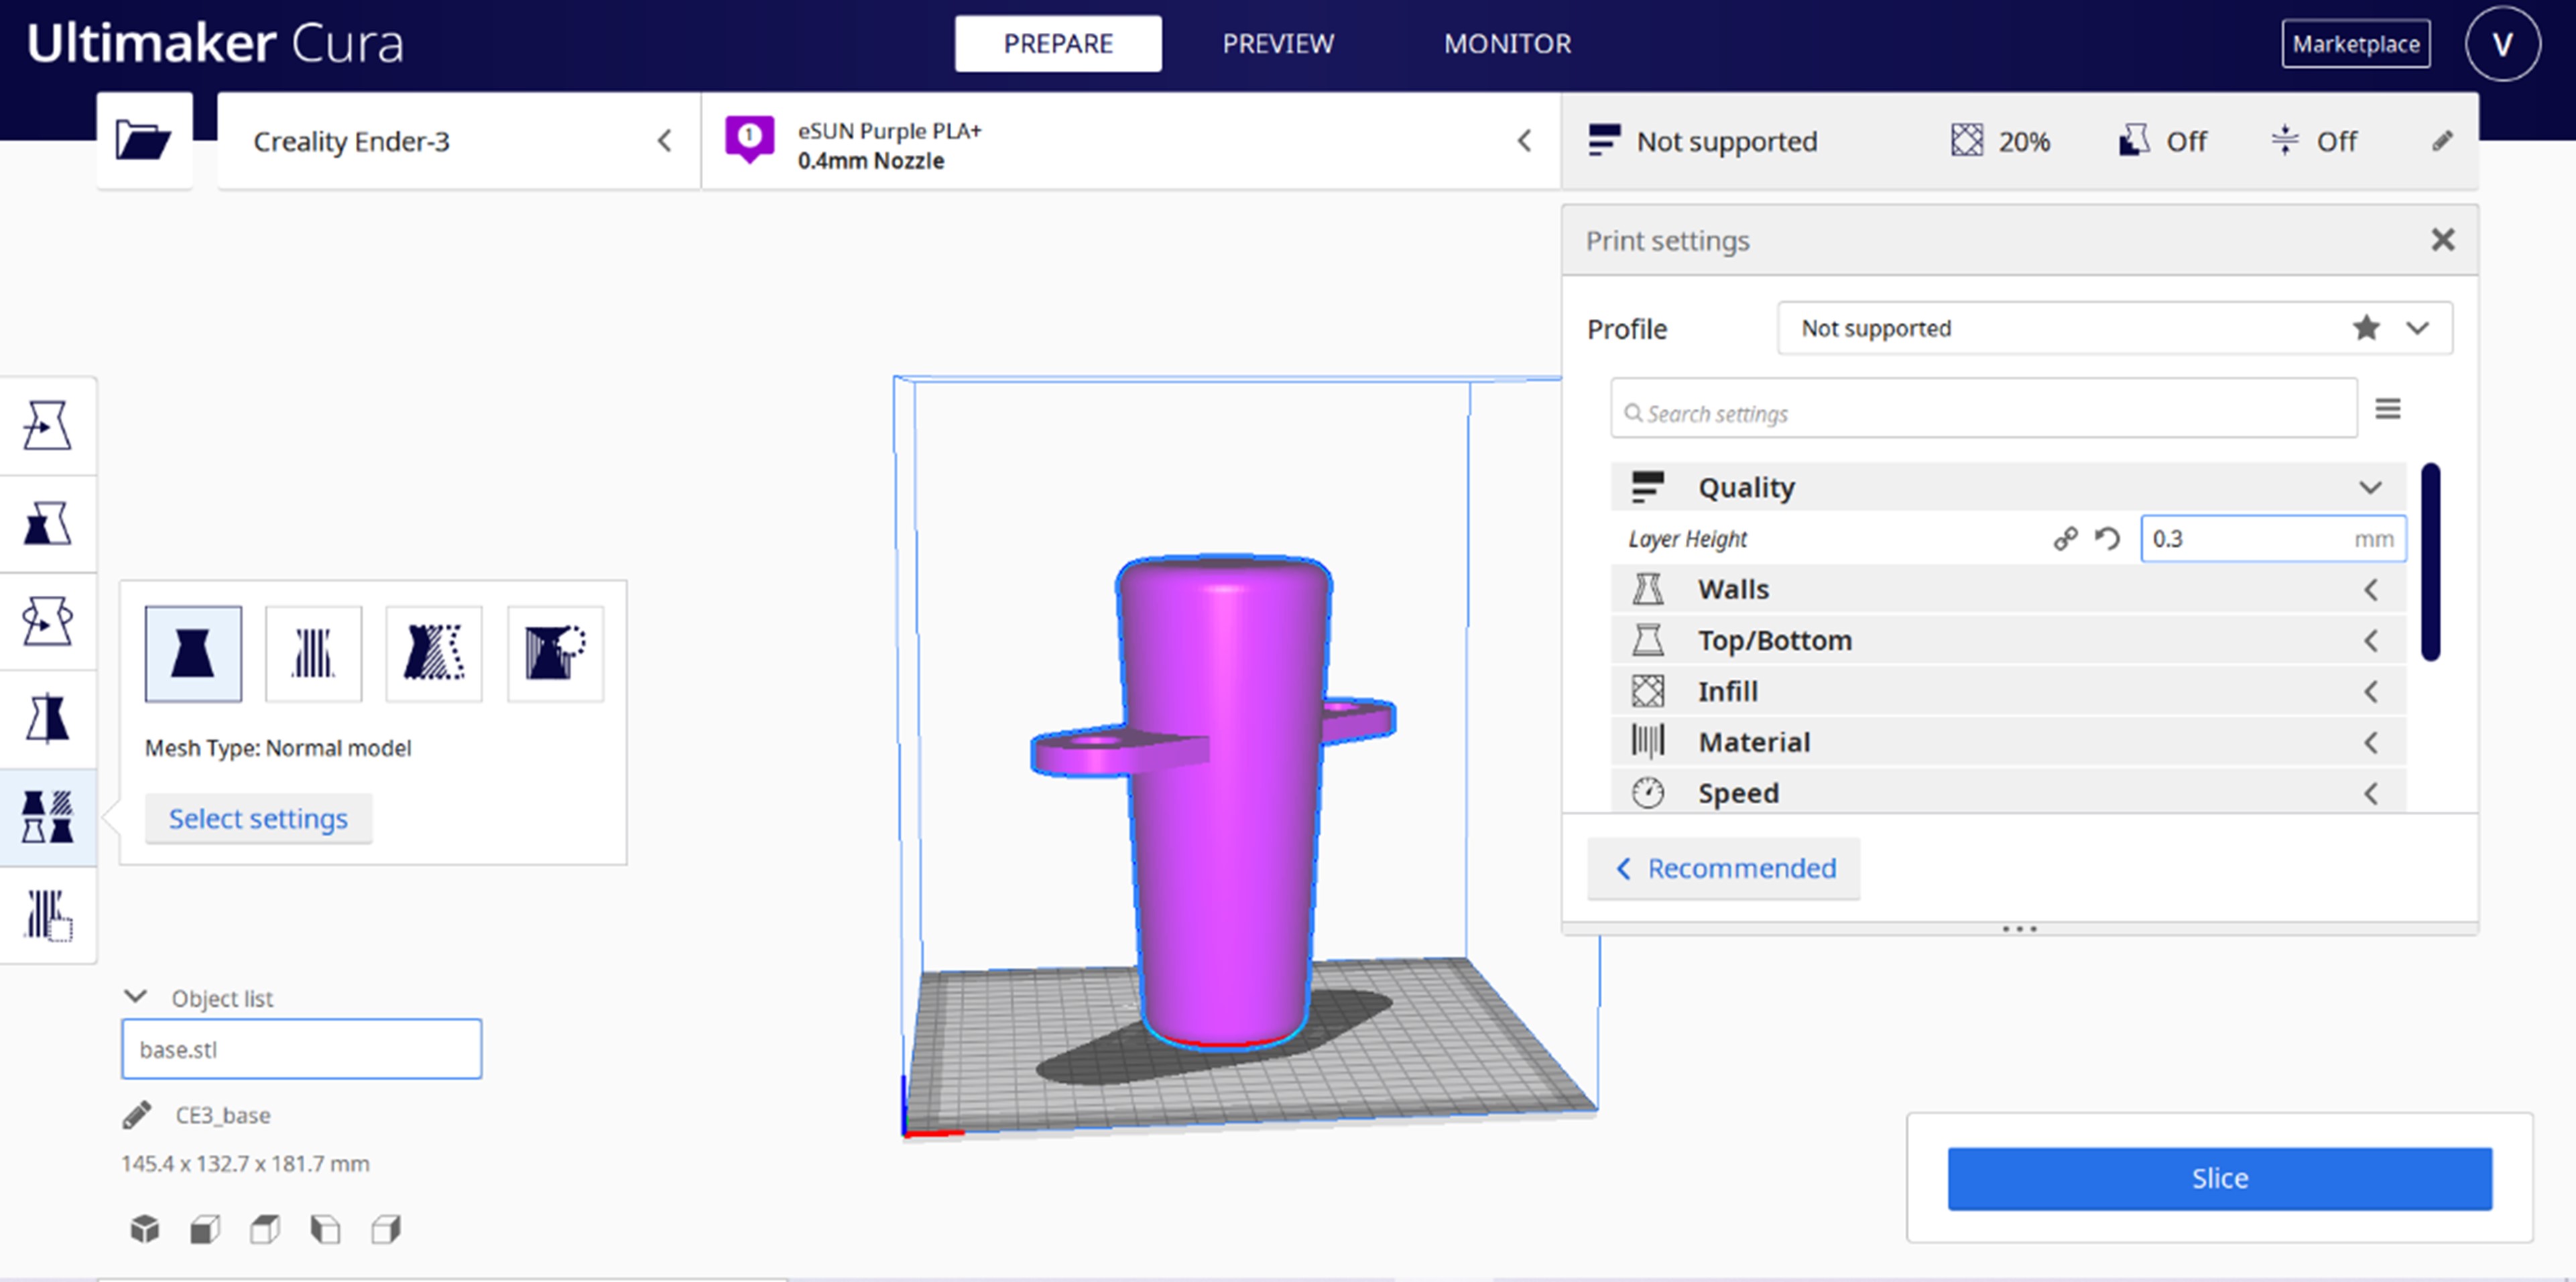 Ultimaker Cura
PREPARE
PREVIEW
MONITOR
Marketplace
V
Creality Ender-3
1
eSUN Purple PLA+
0.4mm Nozzle
Not supported
20%
Off
Off
Print settings
Profile
Not supported
Search settings
Quality
Layer Height
0.3
mm
Walls
Top/Bottom
Infill
Material
Speed
Recommended
Mesh Type: Normal model
Select settings
Object list
base.stl
CE3_base
145.4 x 132.7 x 181.7 mm
Slice